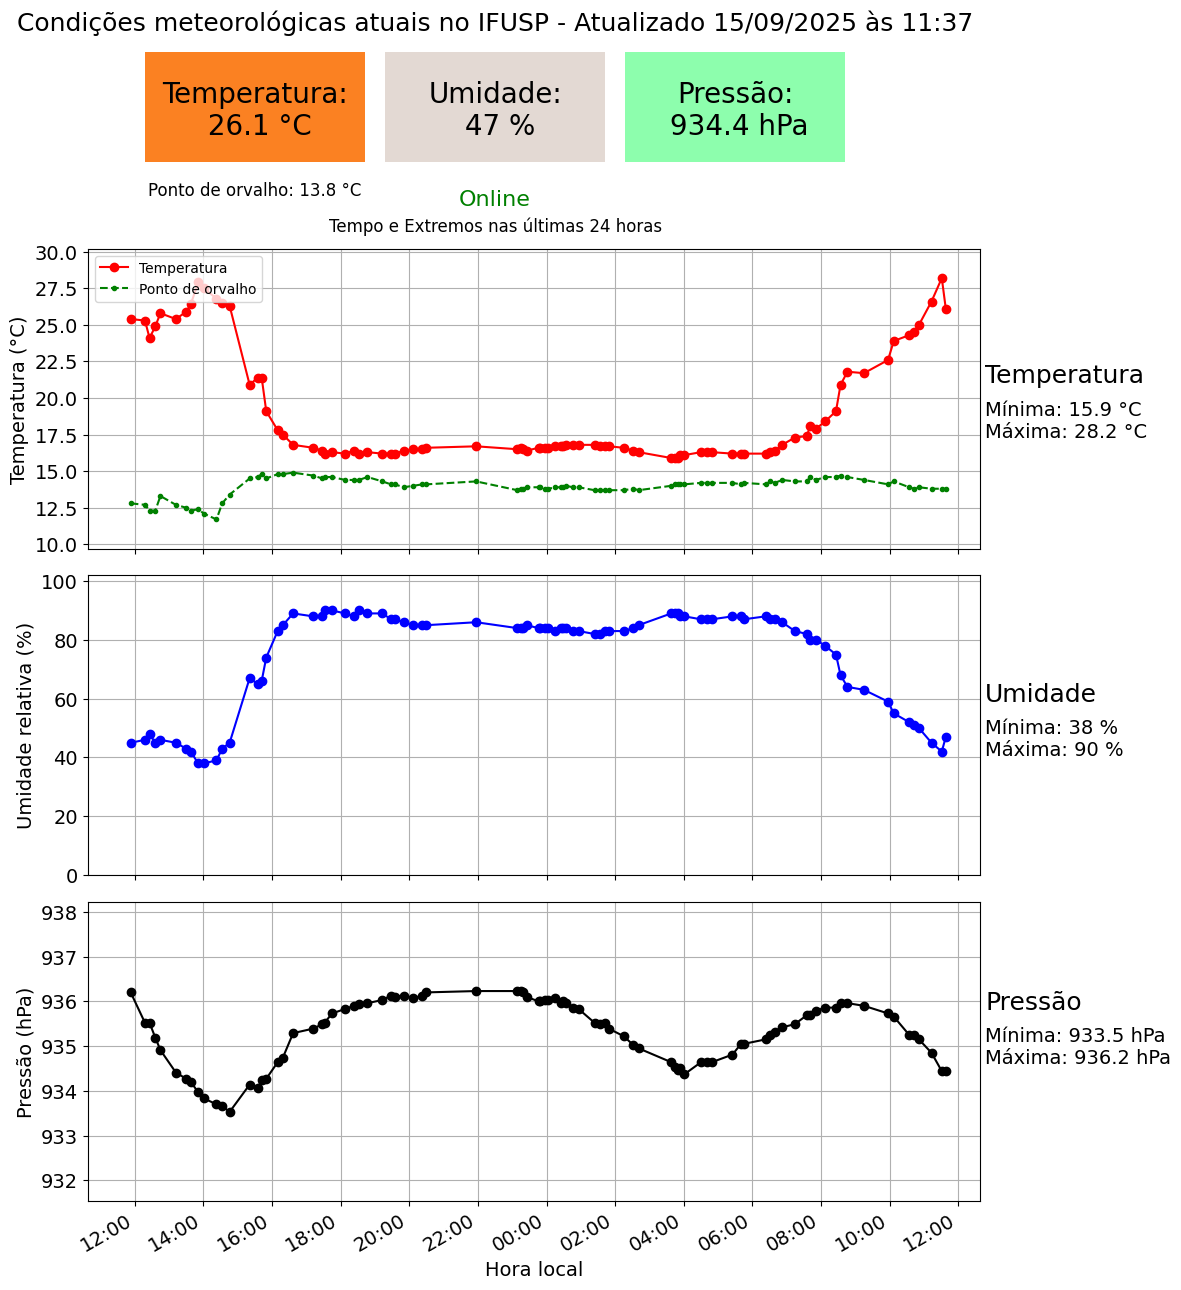 Condições meteorológicas atuais no IFUSP - Atualizado 15/09/2025 às 11:37
Temperatura:
26.1 °C
Umidade:
47 %
Pressão:
934.4 hPa
Ponto de orvalho: 13.8 °C
Online
Tempo e Extremos nas últimas 24 horas
Temperatura (°C)
30.0
27.5
25.0
22.5
20.0
17.5
15.0
12.5
10.0
Temperatura
Ponto de orvalho
Temperatura
Mínima: 15.9 °C
Máxima: 28.2 °C
Umidade relativa (%)
100
80
60
40
20
0
Umidade
Mínima: 38 %
Máxima: 90 %
Pressão (hPa)
938
937
936
935
934
933
932
Pressão
Mínima: 933.5 hPa
Máxima: 936.2 hPa
12:00
14:00
16:00
18:00
20:00
22:00
00:00
02:00
04:00
06:00
08:00
10:00
12:00
Hora local